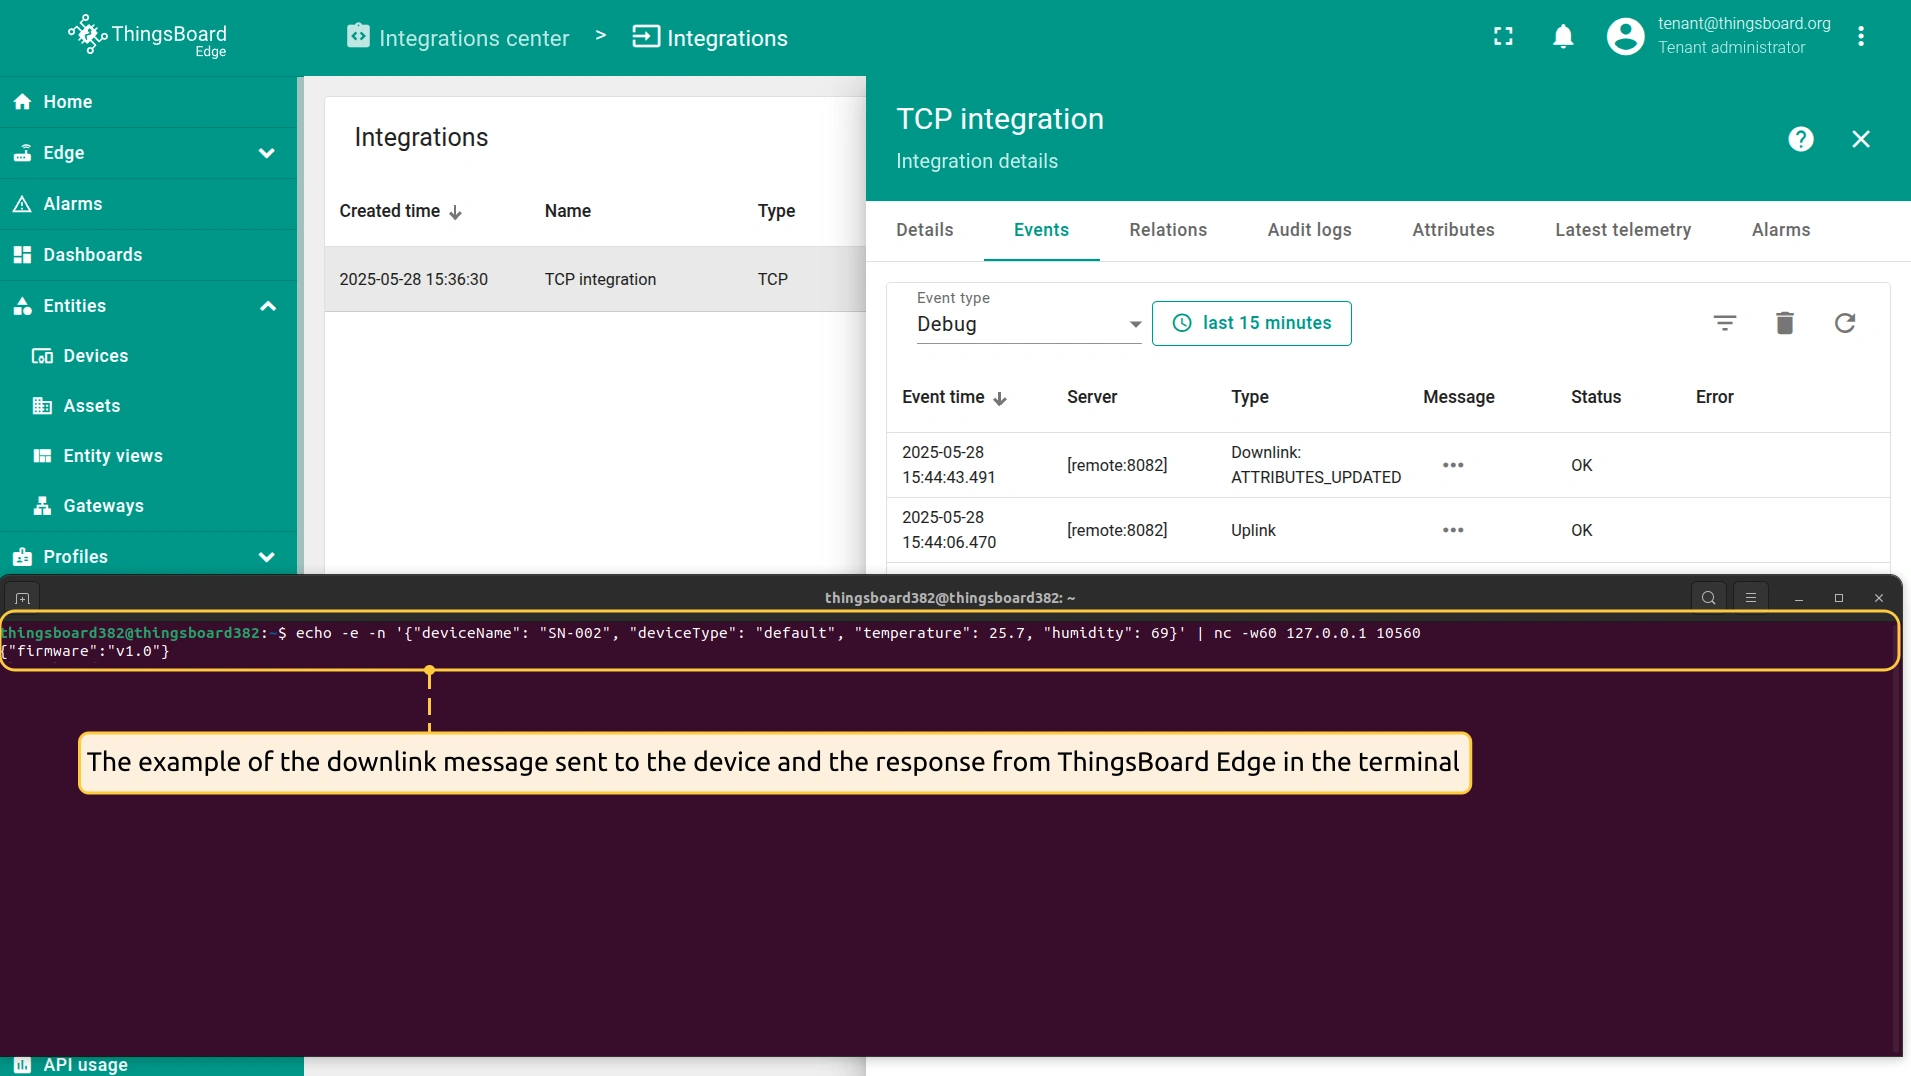 ThingsBoard
Edge
Integrations center > Integrations
tenant@thingsboard.org
Tenant administrator
Home
Edge
Alarms
Dashboards
Entities
Devices
Assets
Entity views
Gateways
Profiles
API usage
Integrations
Created time Name Type
2025-05-28 15:36:30 TCP integration TCP
TCP integration
Integration details
Details Events Relations Audit logs Attributes Latest telemetry Alarms
Event type
Debug
last 15 minutes
Event time Server Type Message Status Error
2025-05-28
15:44:43.491
[remote:8082]
Downlink:
ATTRIBUTES_UPDATED
OK
2025-05-28
15:44:06.470
[remote:8082]
Uplink
OK
thingsboard382@thingsboard382: ~
thingsboard382@thingsboard382:~$ echo -e -n '{"deviceName": "SN-002", "deviceType": "default", "temperature": 25.7, "humidity": 69}' | nc -w60 127.0.0.1 10560
{"firmware":"v1.0"}
The example of the downlink message sent to the device and the response from ThingsBoard Edge in the terminal